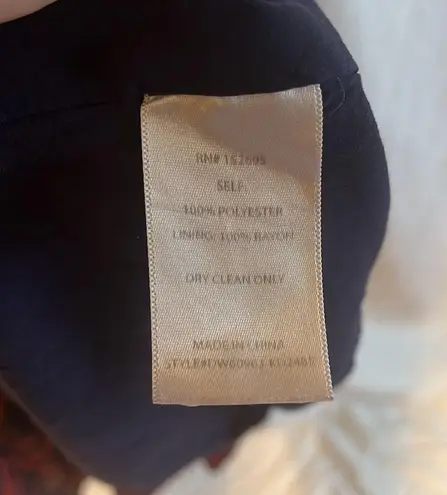 RN# 152695
SELF
100% POLYESTER
LINING: 100% RAYON
DRY CLEAN ONLY
MADE IN CHINA